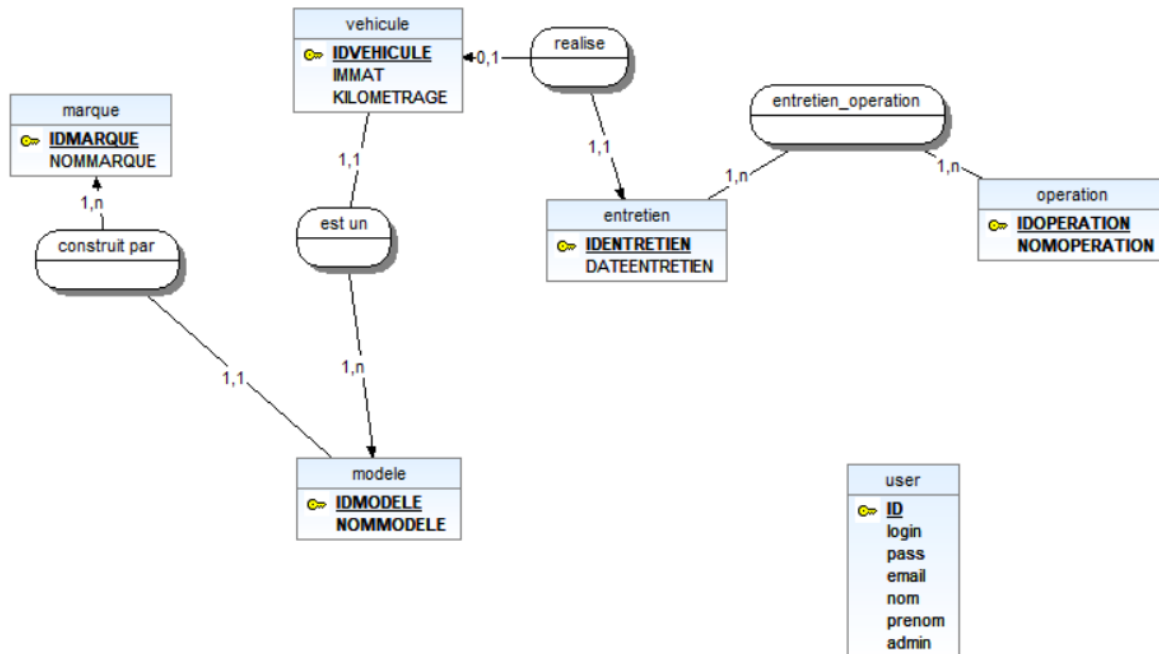 vehicule
IDVEHICULE
IMMAT
KILOMETRAGE
0,1
realise
marque
IDMARQUE
NOMMARQUE
1,n
construit par
1,1
1,1
est un
1,n
1,1
entretien_operation
1,n
1,n
entretien
IDENTRETIEN
DATEENTRETIEN
operation
IDOPERATION
NOMOPERATION
modele
IDMODELE
NOMMODELE
user
ID
login
pass
email
nom
prenom
admin